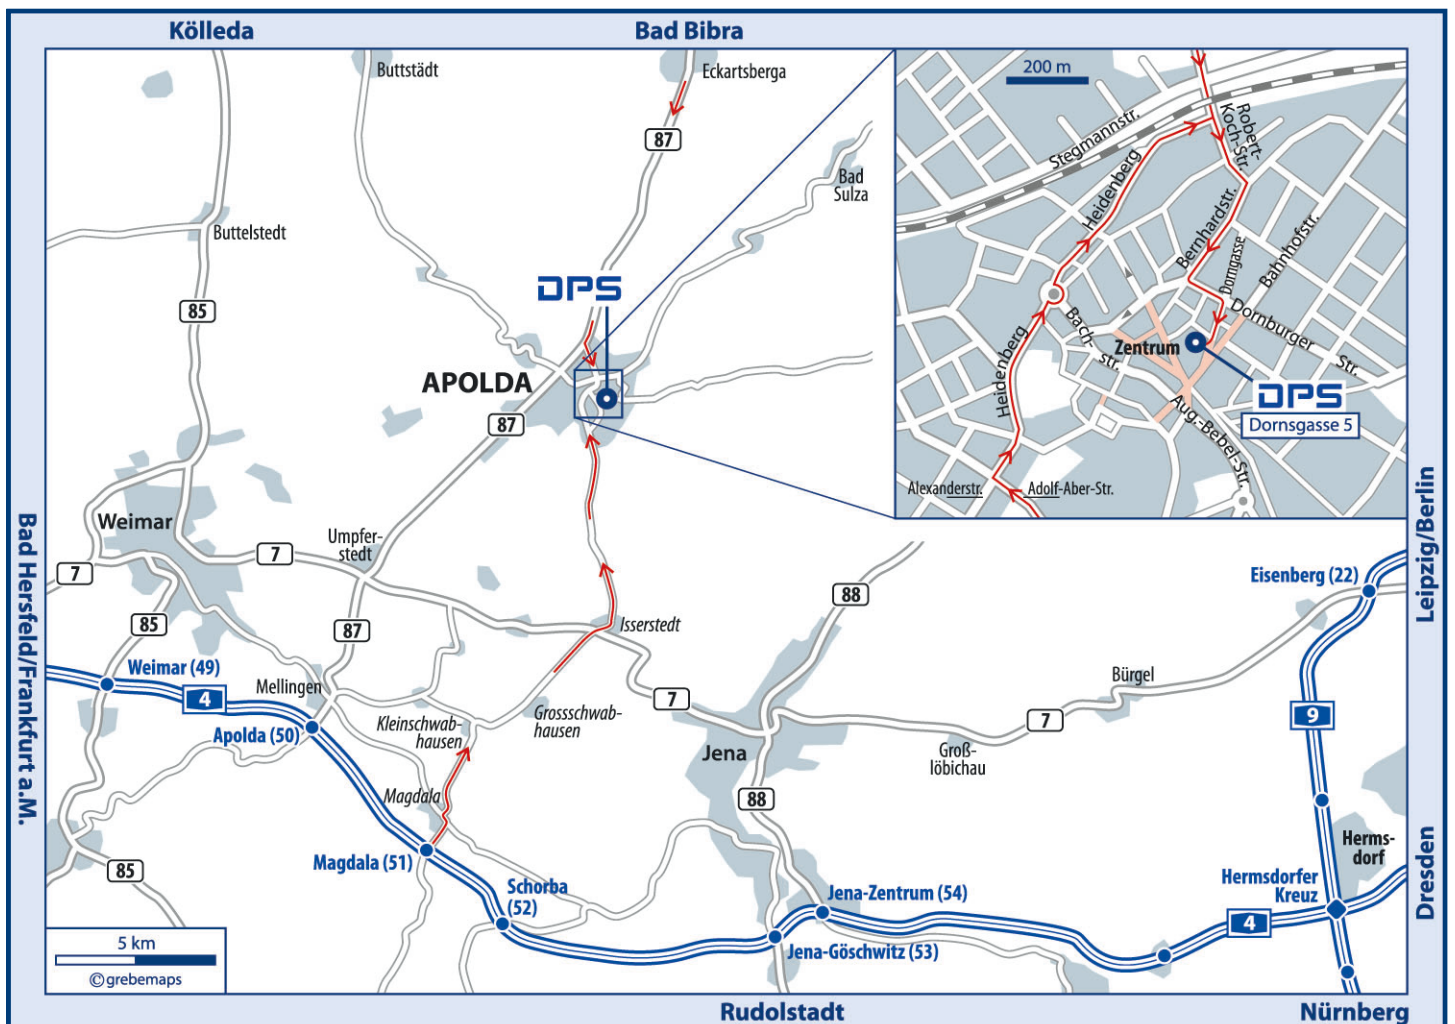 Kölleda
Bad Bibra
Buttstädt
Eckartsberga
87
Bad
Sulza
Buttelstedt
85
DPS
APOLDA
87
Weimar
Umpfer-
stedt
7
7
85
87
Isserstedt
88
Weimar (49)
4
Mellingen
Apolda (50)
Kleinschwab-
hausen
Grossschwab-
hausen
7
Jena
Magdala
88
Magdala (51)
85
Schorba
(52)
Jena-Zentrum (54)
Jena-Göschwitz (53)
Groß-
löbichau
7
Bürgel
Eisenberg (22)
9
Herms-
dorf
Hermsdorfer
Kreuz
4
5 km
© grebemaps
200 m
Stegmannstr.
Robert-
Koch-Str.
Heidenberg
Bernhardstr.
Bahnhofstr.
Dorngasse
Dornburger
Str.
Heidenberg
Bach-
str.
Zentrum
DPS
Dornsgasse 5
Aug.-Bebel-Str.
Alexanderstr.
Adolf-Aber-Str.
Bad Hersfeld/Frankfurt a.M.
Leipzig/Berlin
Dresden
Rudolstadt
Nürnberg